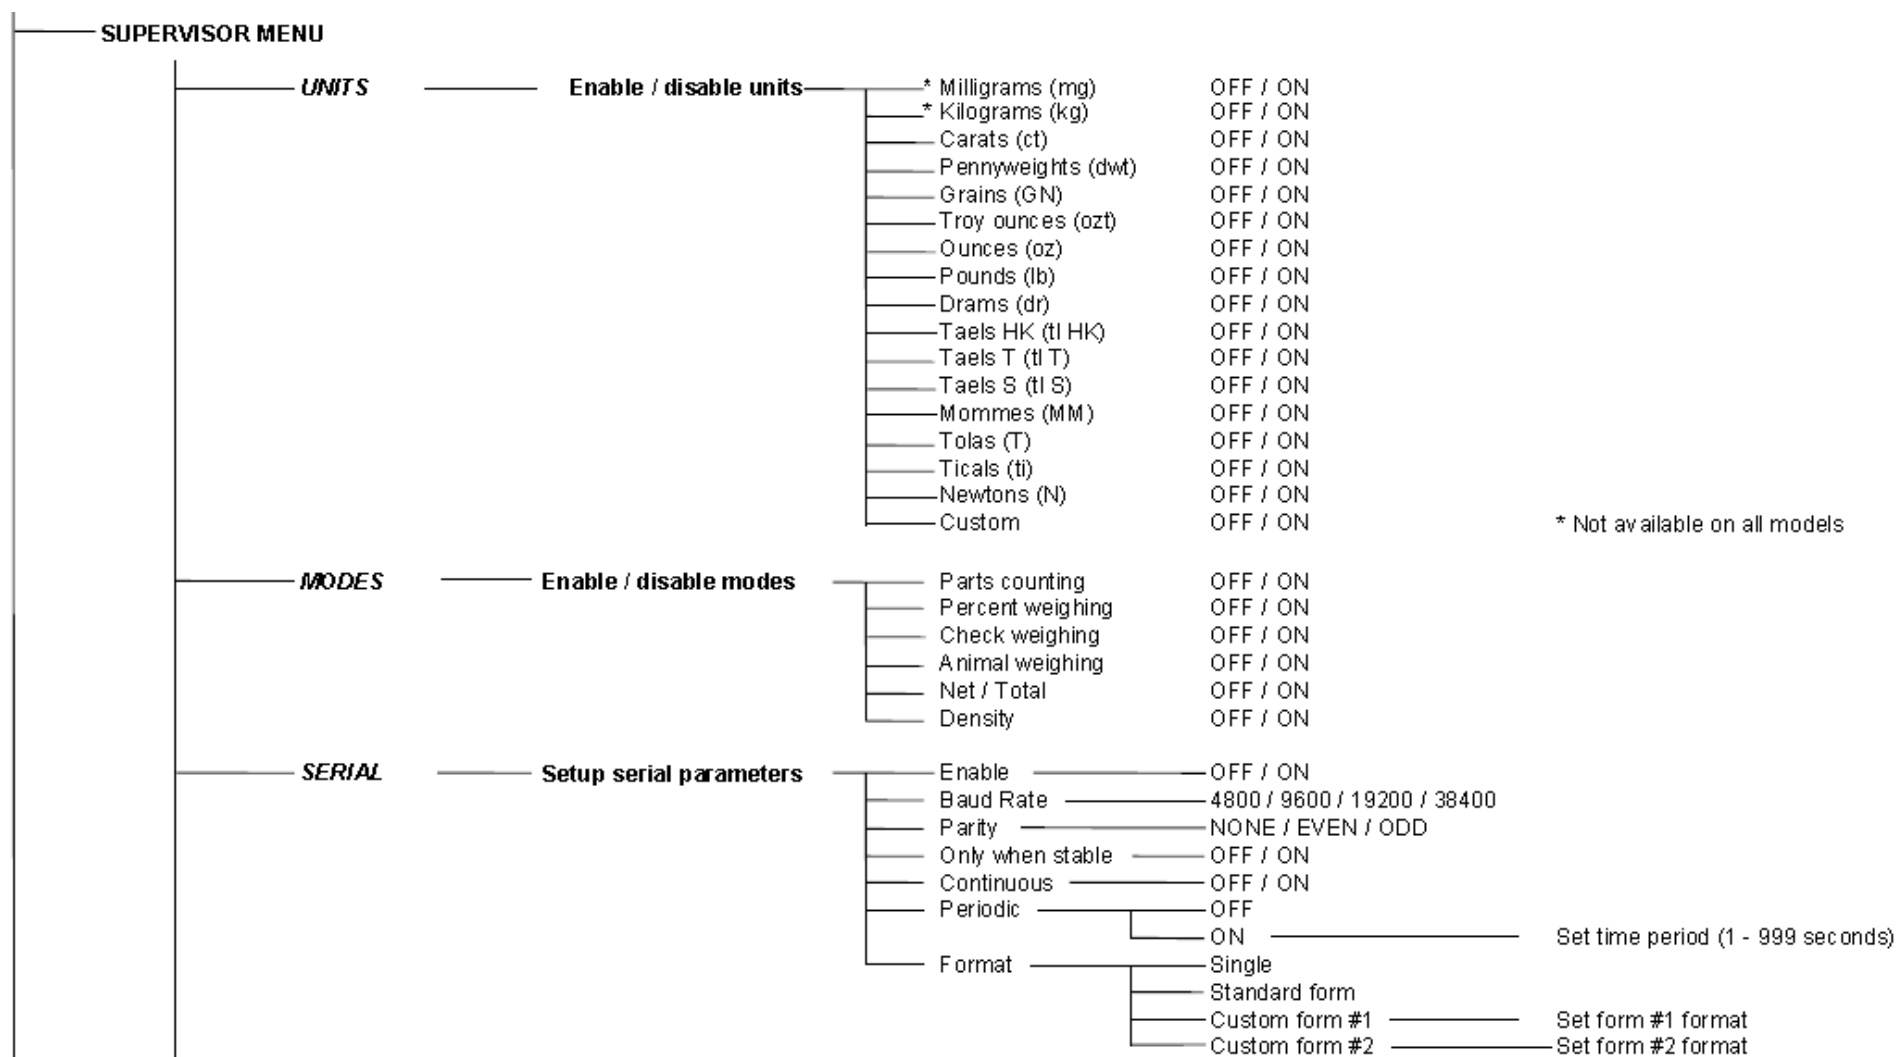 SUPERVISOR MENU
UNITS Enable / disable units * Milligrams (mg) OFF / ON
* Kilograms (kg) OFF / ON
Carats (ct) OFF / ON
Pennyweights (dwt) OFF / ON
Grains (GN) OFF / ON
Troy ounces (ozt) OFF / ON
Ounces (oz) OFF / ON
Pounds (lb) OFF / ON
Drams (dr) OFF / ON
Taels HK (tl HK) OFF / ON
Taels T (tl T) OFF / ON
Taels S (tl S) OFF / ON
Mommes (MM) OFF / ON
Tolas (T) OFF / ON
Ticals (ti) OFF / ON
Newtons (N) OFF / ON
Custom OFF / ON * Not available on all models
MODES Enable / disable modes Parts counting OFF / ON
Percent weighing OFF / ON
Check weighing OFF / ON
Animal weighing OFF / ON
Net / Total OFF / ON
Density OFF / ON
SERIAL Setup serial parameters Enable OFF / ON
Baud Rate 4800 / 9600 / 19200 / 38400
Parity NONE / EVEN / ODD
Only when stable OFF / ON
Continuous OFF / ON
Periodic OFF
ON Set time period (1 - 999 seconds)
Format Single
Standard form
Custom form #1 Set form #1 format
Custom form #2 Set form #2 format